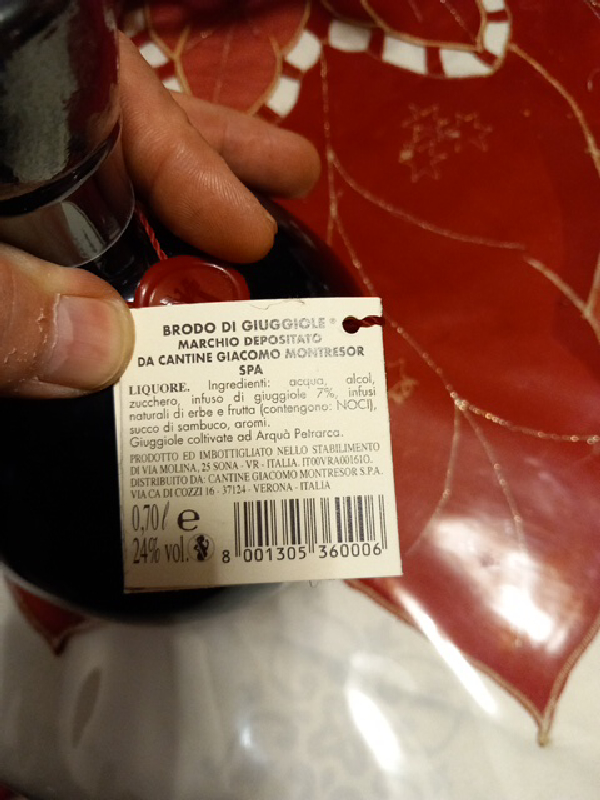 BRODO DI GIUGGIOLE ®
MARCHIO DEPOSITATO
DA CANTINE GIACOMO MONTRESOR
SPA
LIQUORE. Ingredienti: acqua, alcol,
zucchero, infuso di giuggiole 7%, infusi
naturali di erbe e frutta (contengono: NOCI),
succo di sambuco, aromi.
Giuggiole coltivate ad Arquà Petrarca.
PRODOTTO ED IMBOTTIGLIATO NELLO STABILIMENTO
DI VIA MOLINA, 25 SONA - VR - ITALIA. IT00VRA00161O.
DISTRIBUITO DA: CANTINE GIACOMO MONTRESOR S.P.A.
VIA CA DI COZZI 16 - 37124 - VERONA - ITALIA
0,70 ℓ e
24% vol.
8 001305 360006